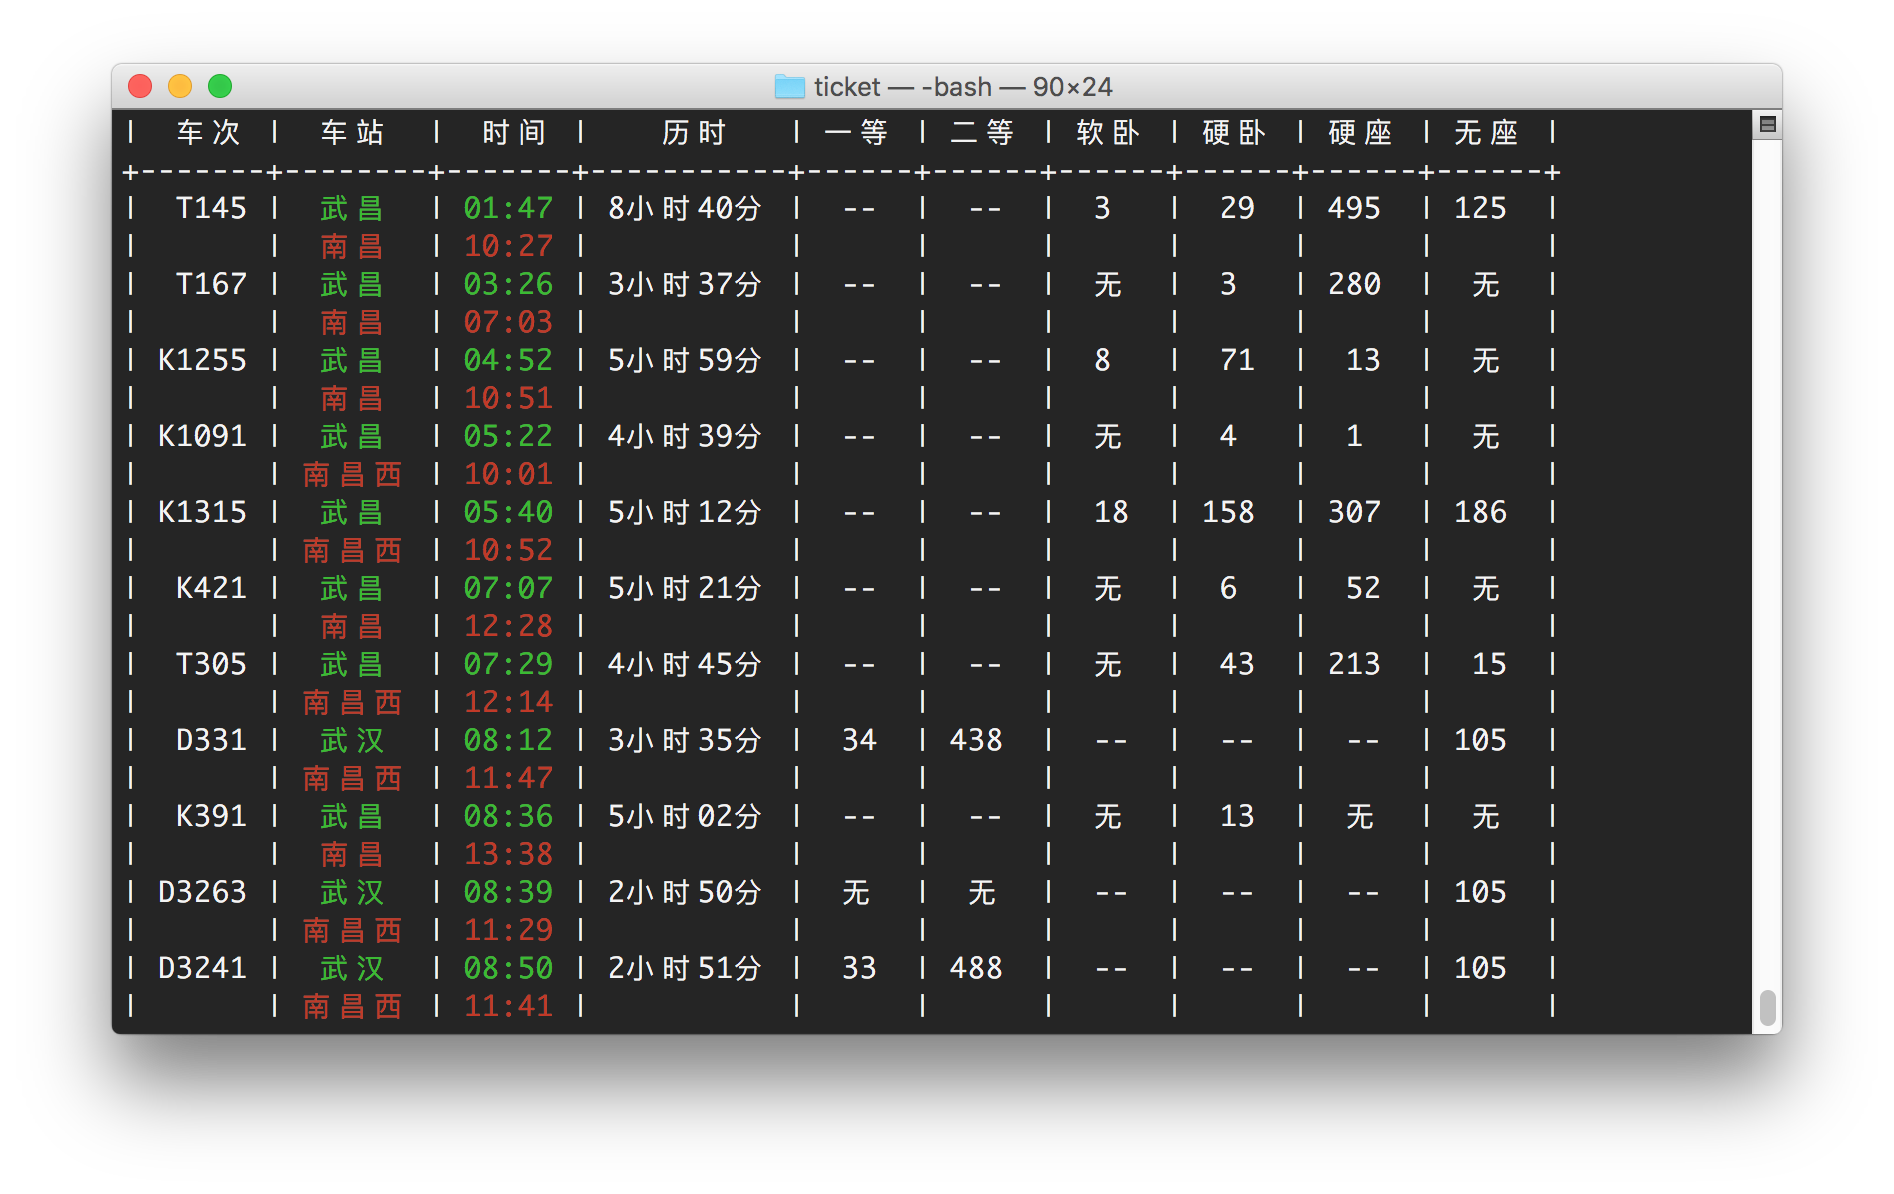 ticket — -bash — 90×24
| 车次 | 车站 | 时间 | 历时 | 一等 | 二等 | 软卧 | 硬卧 | 硬座 | 无座 |
+-------+--------+-------+-----------+------+------+------+------+------+------+
| T145 | 武昌 | 01:47 | 8小时40分 | -- | -- | 3 | 29 | 495 | 125 |
| | 南昌 | 10:27 | | | | | | | |
| T167 | 武昌 | 03:26 | 3小时37分 | -- | -- | 无 | 3 | 280 | 无 |
| | 南昌 | 07:03 | | | | | | | |
| K1255 | 武昌 | 04:52 | 5小时59分 | -- | -- | 8 | 71 | 13 | 无 |
| | 南昌 | 10:51 | | | | | | | |
| K1091 | 武昌 | 05:22 | 4小时39分 | -- | -- | 无 | 4 | 1 | 无 |
| | 南昌西 | 10:01 | | | | | | | |
| K1315 | 武昌 | 05:40 | 5小时12分 | -- | -- | 18 | 158 | 307 | 186 |
| | 南昌西 | 10:52 | | | | | | | |
| K421 | 武昌 | 07:07 | 5小时21分 | -- | -- | 无 | 6 | 52 | 无 |
| | 南昌 | 12:28 | | | | | | | |
| T305 | 武昌 | 07:29 | 4小时45分 | -- | -- | 无 | 43 | 213 | 15 |
| | 南昌西 | 12:14 | | | | | | | |
| D331 | 武汉 | 08:12 | 3小时35分 | 34 | 438 | -- | -- | -- | 105 |
| | 南昌西 | 11:47 | | | | | | | |
| K391 | 武昌 | 08:36 | 5小时02分 | -- | -- | 无 | 13 | 无 | 无 |
| | 南昌 | 13:38 | | | | | | | |
| D3263 | 武汉 | 08:39 | 2小时50分 | 无 | 无 | -- | -- | -- | 105 |
| | 南昌西 | 11:29 | | | | | | | |
| D3241 | 武汉 | 08:50 | 2小时51分 | 33 | 488 | -- | -- | -- | 105 |
| | 南昌西 | 11:41 | | | | | | | |